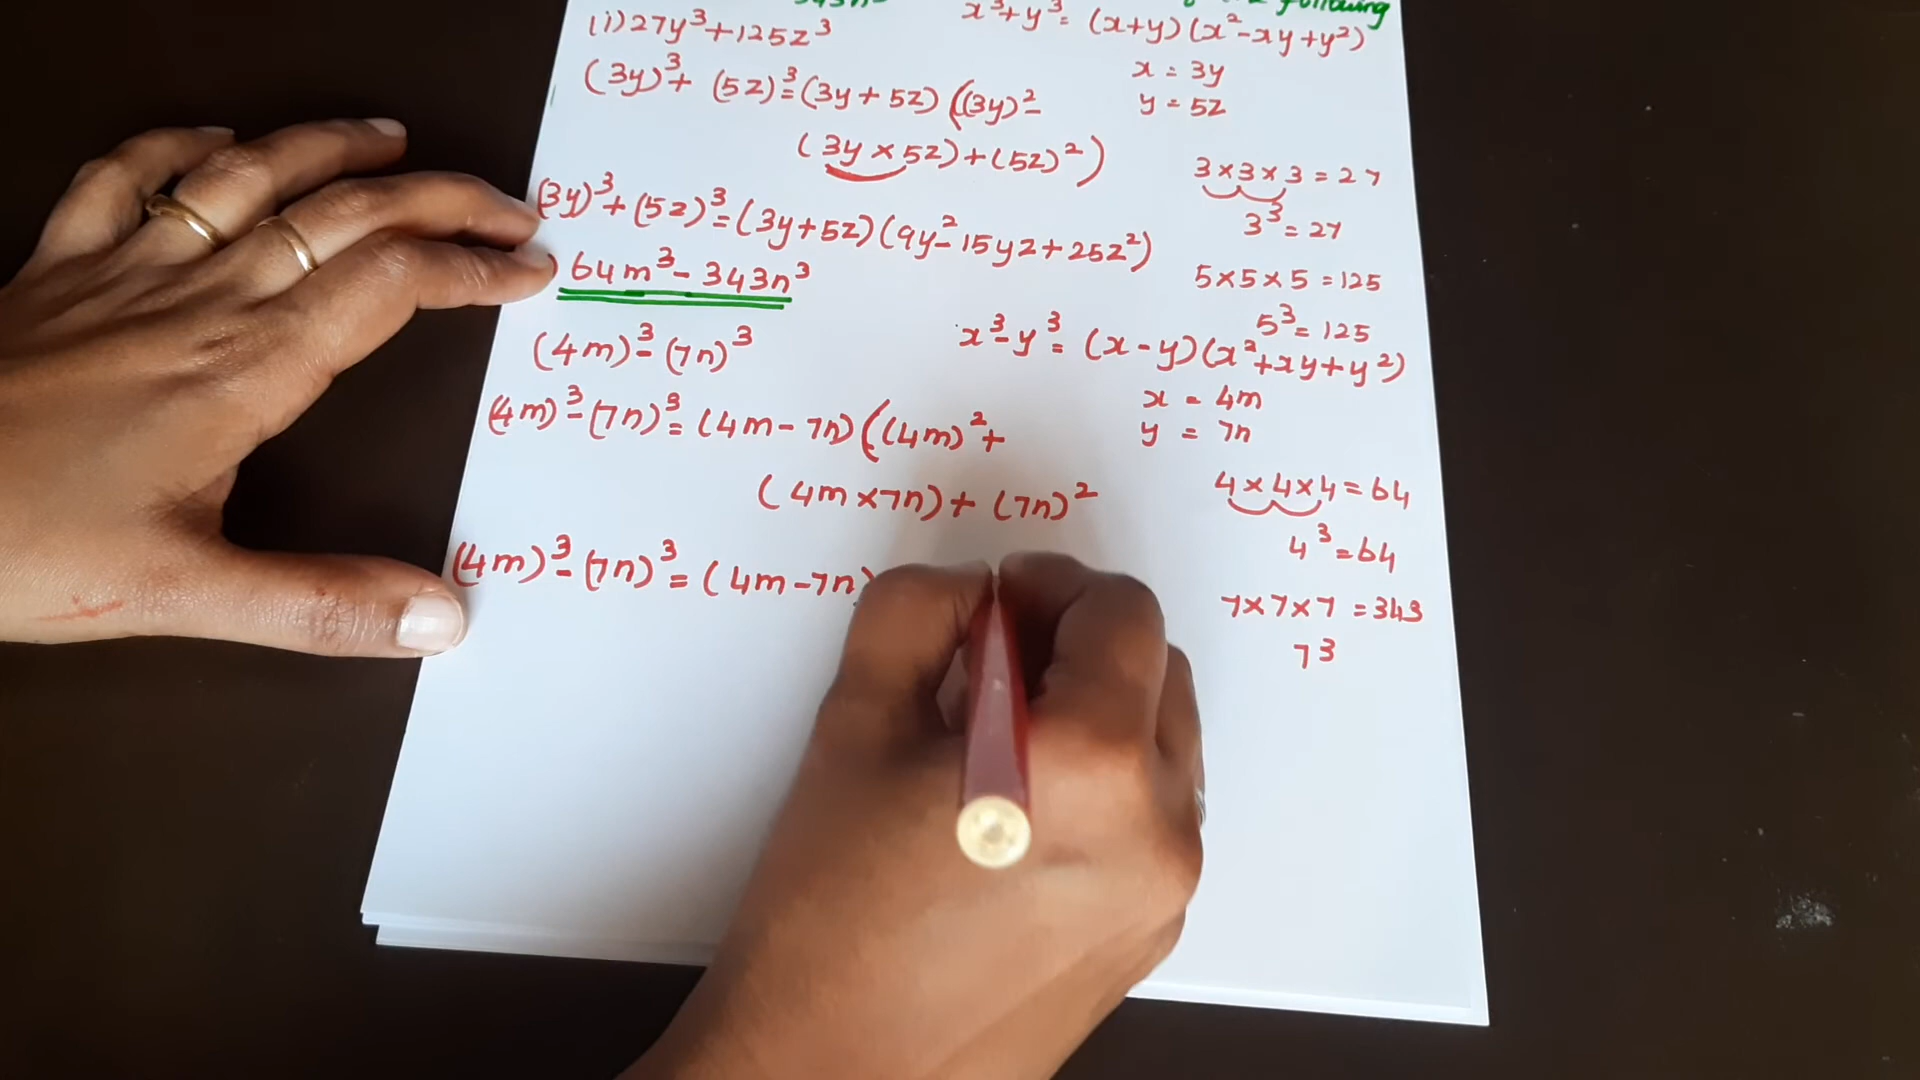 following
(i) 27y³+125z³
x³+y³= (x+y)(x²-xy+y²)
(3y)³+ (5z)³=(3y+5z)((3y)²-
x = 3y
y = 5z
(3y×5z)+(5z)²)
3×3×3=27
(3y)³+(5z)³=(3y+5z)(9y²-15yz+25z²)
3³=27
64m³-343n³
5×5×5=125
5³=125
(4m)³-(7n)³
x³-y³= (x-y)(x²+xy+y²)
x = 4m
(4m)³-(7n)³=(4m-7n)((4m)²+
y = 7n
(4m×7n)+(7n)²
4×4×4=64
4³=64
(4m)³-(7n)³=(4m-7n)
7×7×7=343
7³